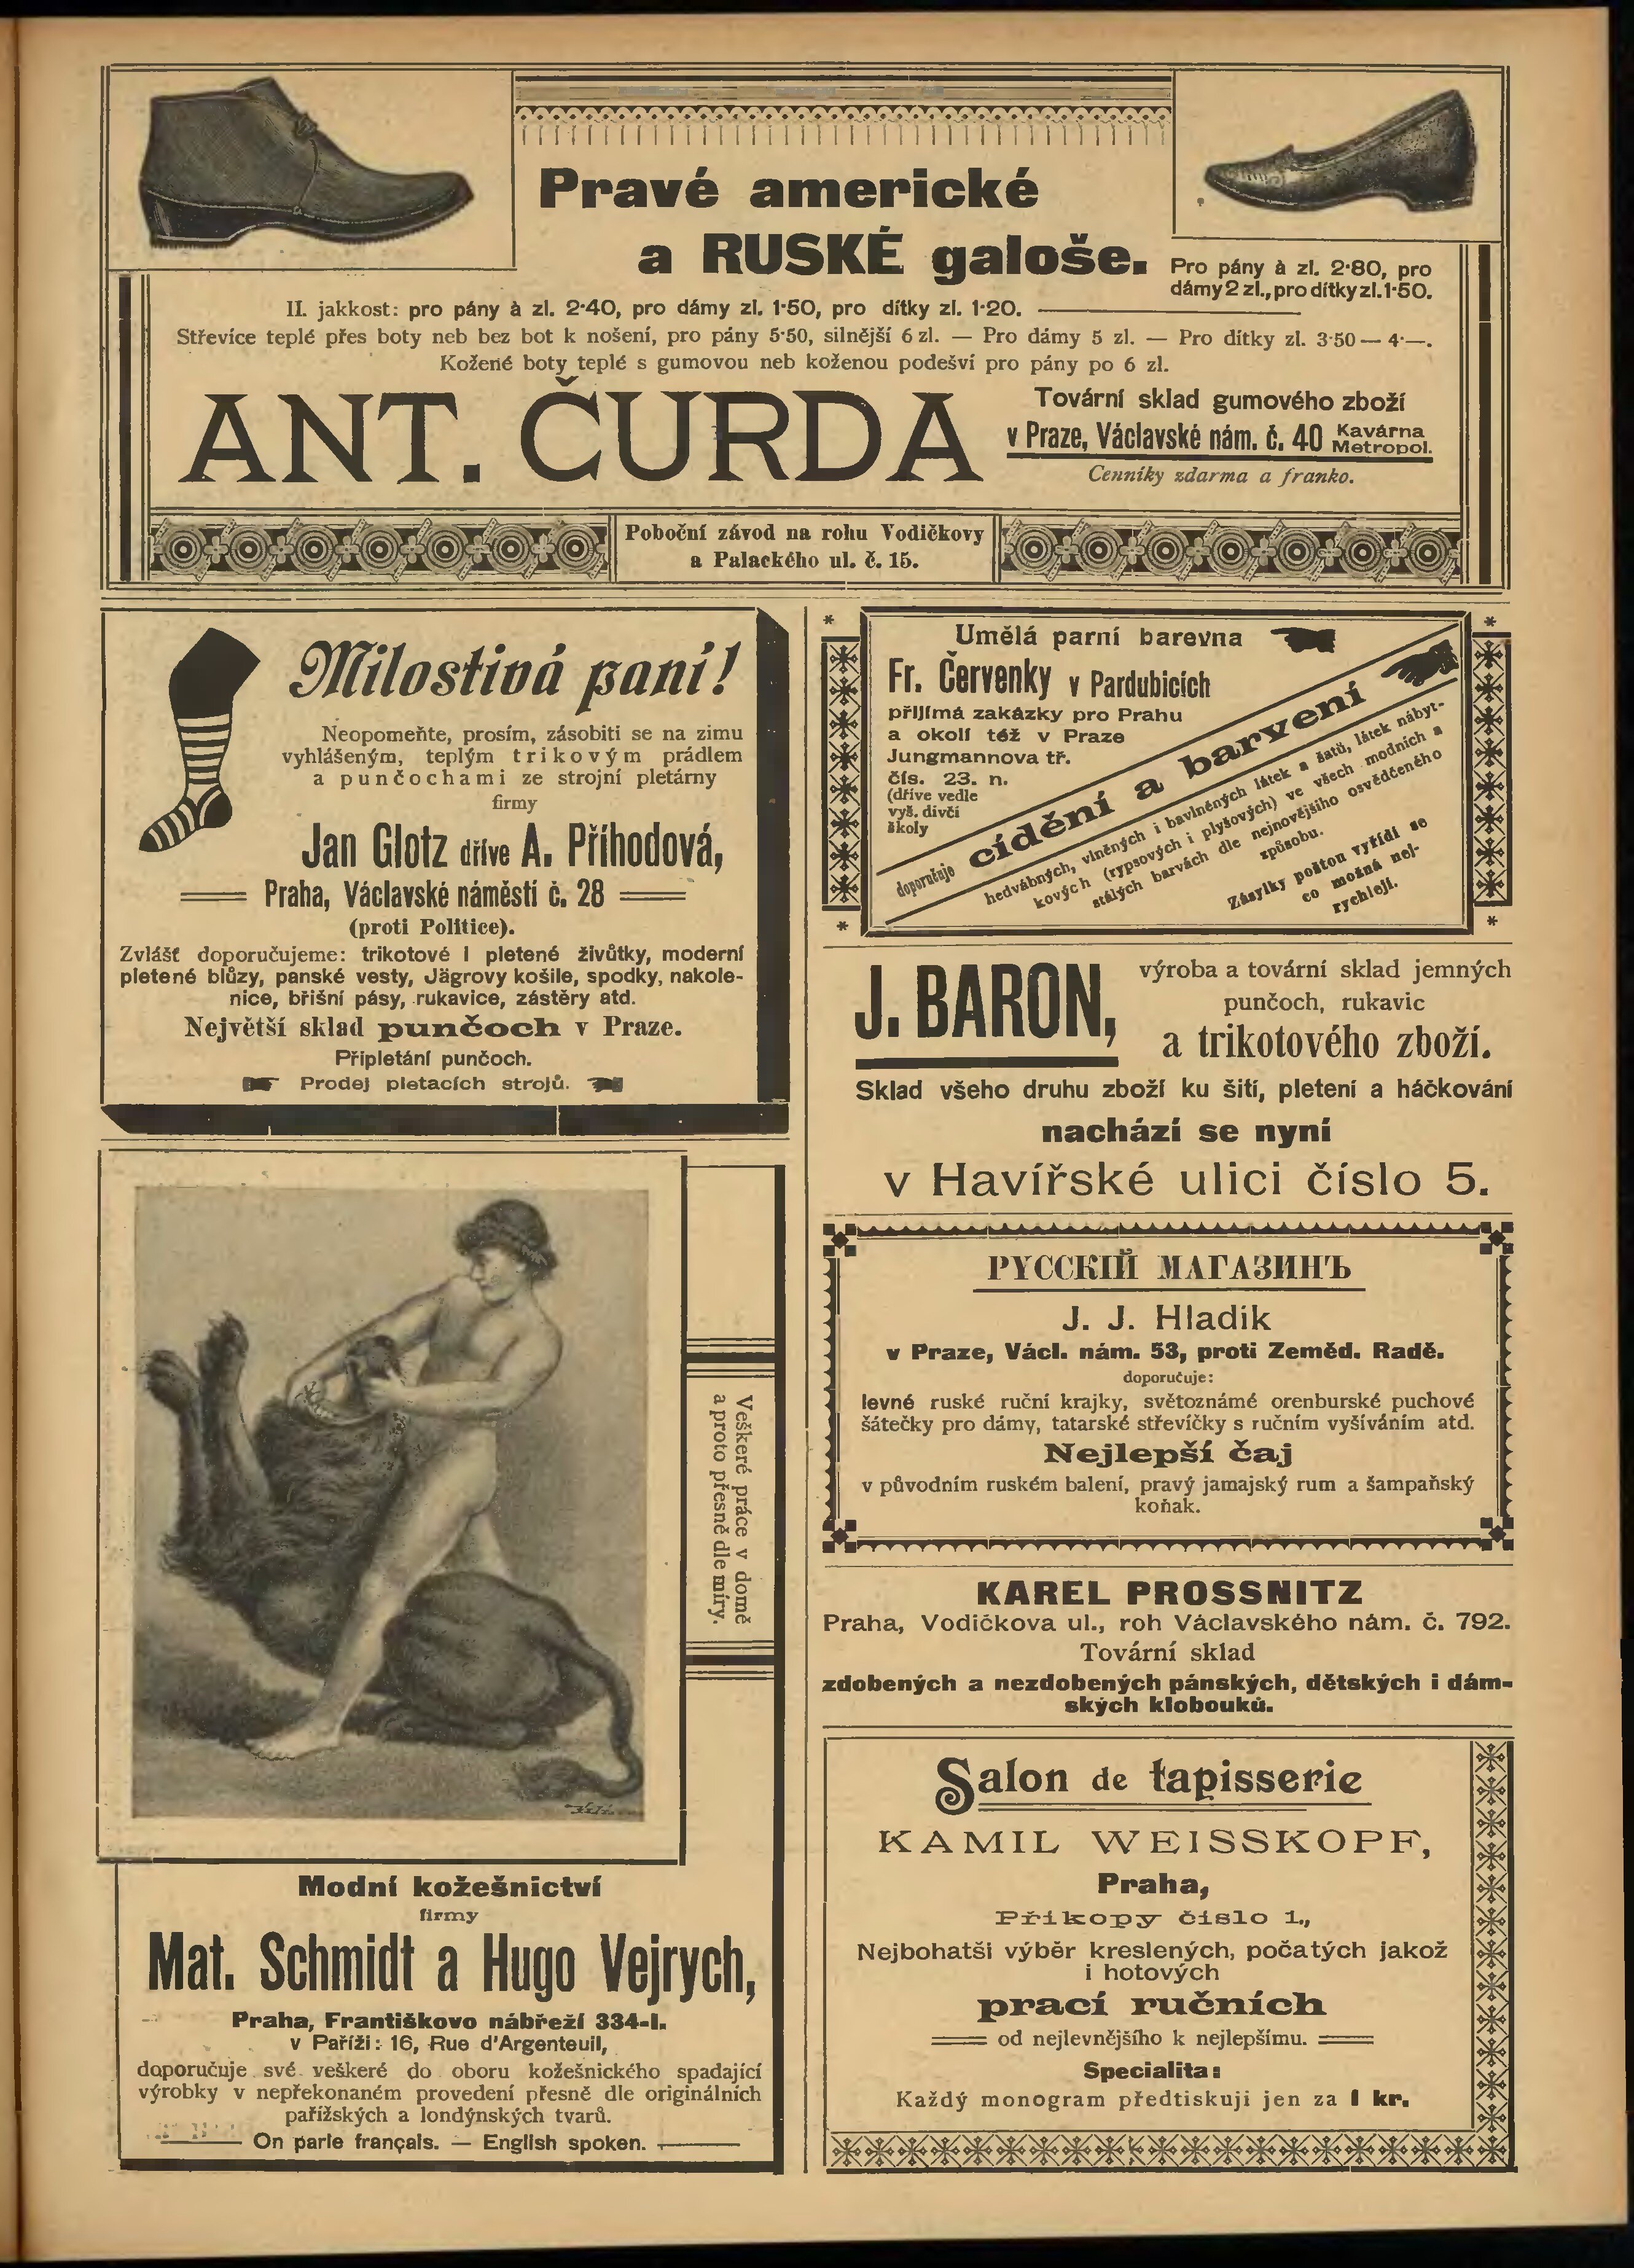 Pravé americké
a RUSKÉ galoše.
Pro pány à zl. 2·80, pro
dámy 2 zl., pro dítky zl. 1·50.
II. jakkost: pro pány à zl. 2·40, pro dámy zl. 1·50, pro dítky zl. 1·20.
Střevíce teplé přes boty neb bez bot k nošení, pro pány 5·50, silnější 6 zl. — Pro dámy 5 zl. — Pro dítky zl. 3·50 — 4·—.
Kožené boty teplé s gumovou neb koženou podešví pro pány po 6 zl.
ANT. ČURDA
Tovární sklad gumového zboží
v Praze, Václavské nám. č. 40 Kavárna
Metropol.
Cenníky zdarma a franko.
Poboční závod na rohu Vodičkovy
a Palackého ul. č. 15.
Milostivá paní!
Neopomeňte, prosím, zásobiti se na zimu
vyhlášeným, teplým trikovým prádlem
a punčochami ze strojní pletárny
firmy
Jan Glotz dříve A. Příhodová,
Praha, Václavské náměstí č. 28
(proti Politice).
Zvlášť doporučujeme: trikotové i pletené živůtky, moderní
pletené blůzy, panské vesty, Jägrovy košile, spodky, nakole-
nice, břišní pásy, rukavice, zástěry atd.
Největší sklad punčoch v Praze.
Připletání punčoch.
Prodej pletacích strojů.
Veškeré práce v domě
a proto přesně dle míry.
Modní kožešnictví
firmy
Mat. Schmidt a Hugo Vejrych,
Praha, Františkovo nábřeží 334-I.
v Paříži: 16, Rue d'Argenteuil,
doporučuje své veškeré do oboru kožešnického spadající
výrobky v nepřekonaném provedení přesně dle originálních
pařížských a londýnských tvarů.
On parle français. — English spoken.
Umělá parní barevna
Fr. Červenky v Pardubicích
přijímá zakázky pro Prahu
a okolí též v Praze
Jungmannova tř.
čís. 23. n.
(dříve vedle
vyš. dívčí
školy
doporučuje cídění a barvení
hedvábných, vlněných i bavlněných látek a šatů, látek nábyt-
kových (rypsových i plyšových) ve všech modních a
stálých barvách dle nejnovějšího osvědčeného
způsobu.
Zásylky poštou vyřídí se
co možná nej-
rychleji.
J. BARON,
výroba a tovární sklad jemných
punčoch, rukavic
a trikotového zboží.
Sklad všeho druhu zboží ku šití, pletení a háčkování
nachází se nyní
v Havířské ulici číslo 5.
РУССКІЙ МАГАЗИНЪ
J. J. Hladík
v Praze, Václ. nám. 53, proti Zeměd. Radě.
doporučuje:
levné ruské ruční krajky, světoznámé orenburské puchové
šátečky pro dámy, tatarské střevíčky s ručním vyšíváním atd.
Nejlepší čaj
v původním ruském balení, pravý jamajský rum a šampaňský
koňak.
KAREL PROSSNITZ
Praha, Vodičkova ul., roh Václavského nám. č. 792.
Tovární sklad
zdobených a nezdobených pánských, dětských i dám-
ských klobouků.
Salon de tapisserie
KAMIL WEISSKOPF,
Praha,
Příkopy číslo 1.,
Nejbohatší výběr kreslených, počatých jakož
i hotových
prací ručních
od nejlevnějšího k nejlepšímu.
Specialita:
Každý monogram předtiskuji jen za 1 kr.